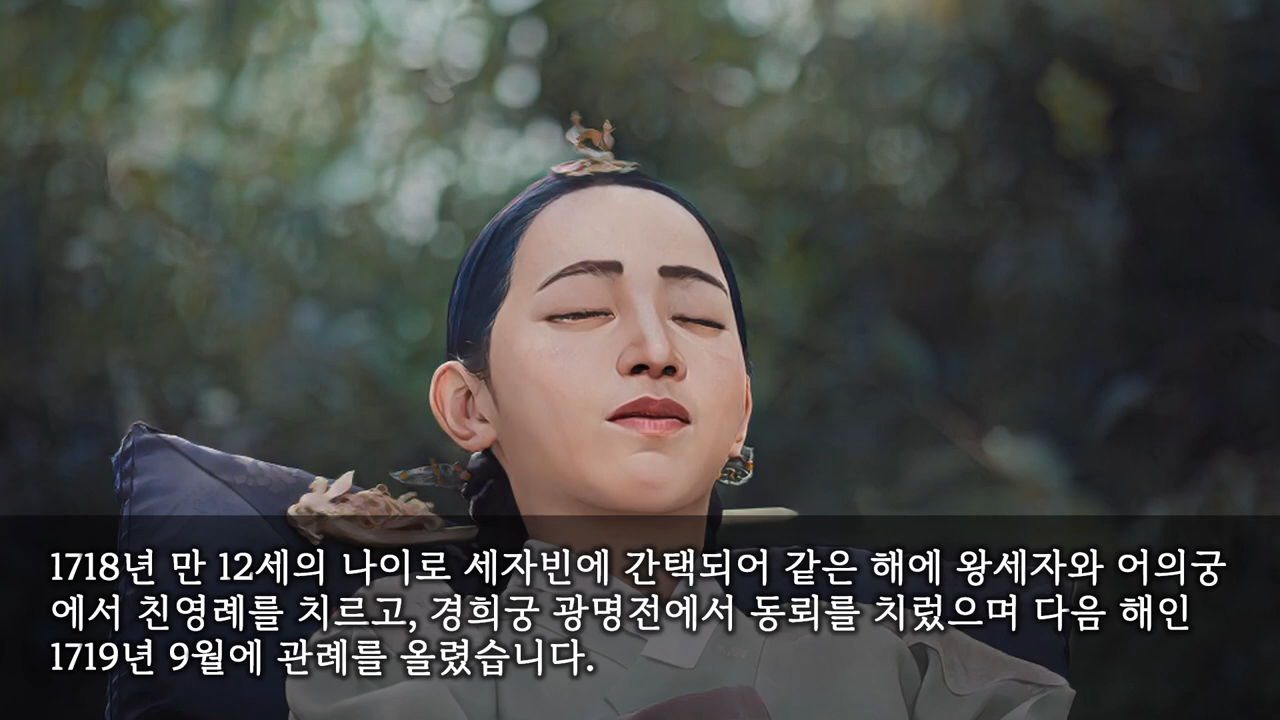 1718년 만 12세의 나이로 세자빈에 간택되어 같은 해에 왕세자와 어의궁
에서 친영례를 치르고, 경희궁 광명전에서 동뢰를 치렀으며 다음 해인
1719년 9월에 관례를 올렸습니다.